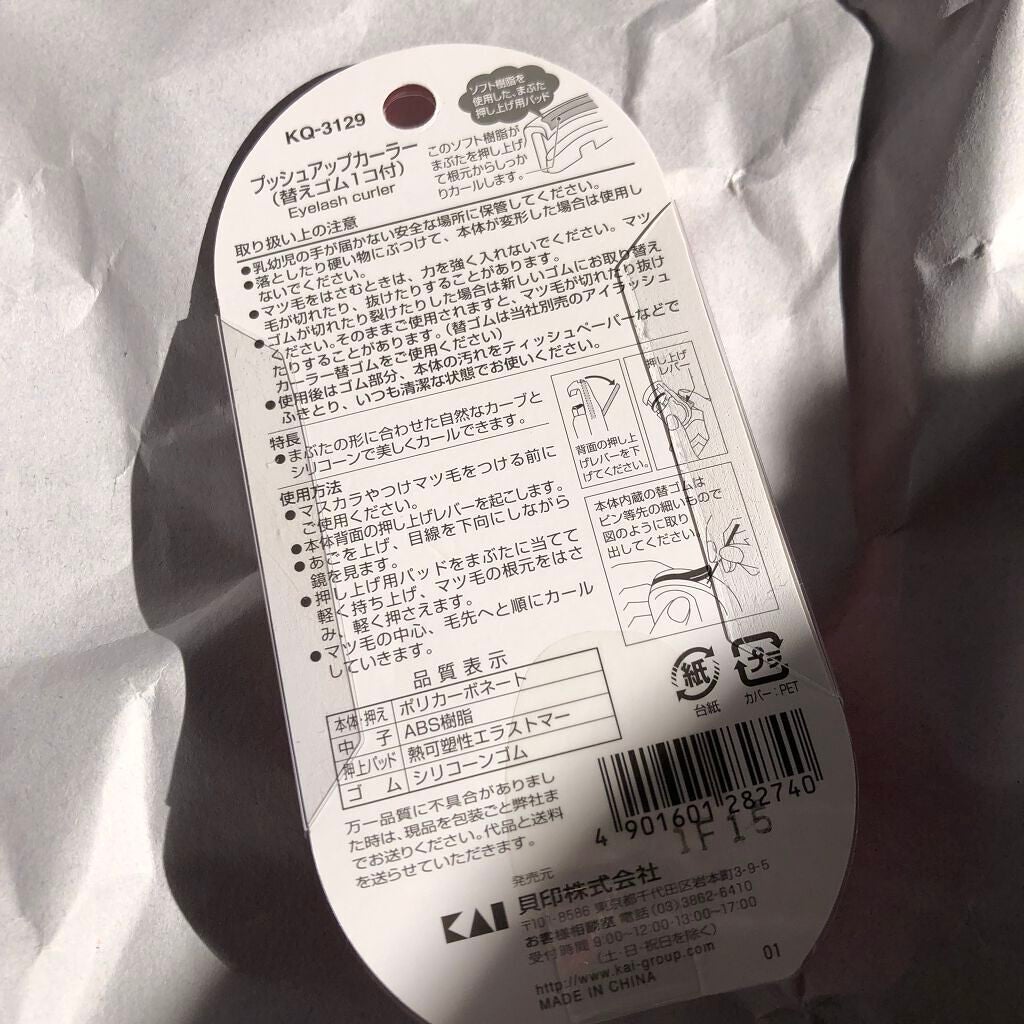 KQ-3129
プッシュアップカーラー
(替えゴム1コ付)
Eyelash curler
ソフト樹脂を
使用した、まぶた
押し上げ用パッド
このソフト樹脂が
まぶたを押し上げ
て根元からしっか
りカールします。
取り扱い上の注意
●乳幼児の手が届かない安全な場所に保管してください。
●落としたり硬い物にぶつけて、本体が変形した場合は使用し
ないでください。
●マツ毛をはさむときは、力を強く入れないでください。マツ
毛が切れたり、抜けたりすることがあります。
●ゴムが切れたり裂けたりした場合は新しいゴムにお取り替え
ください。そのままご使用されますと、マツ毛が切れたり抜け
たりすることがあります。(替ゴムは当社別売のアイラッシュ
カーラー替ゴムをご使用ください)
●使用後はゴム部分、本体の汚れをティッシュペーパーなどで
ふきとり、いつも清潔な状態でお使いください。
特長
●まぶたの形に合わせた自然なカーブと
シリコーンで美しくカールできます。
使用方法
●マスカラやつけマツ毛をつける前に
ご使用ください。
●本体背面の押し上げレバーを起こします。
●あごを上げ、目線を下向にしながら
鏡を見ます。
●押し上げ用パッドをまぶたに当てて
軽く持ち上げ、マツ毛の根元をはさ
み、軽く押さえます。
●マツ毛の中心、毛先へと順にカール
していきます。
背面の押し上
げレバーを下
げてください。
押し上げ
レバー
本体内蔵の替ゴムは
ピン等先の細いもので
図のように取り
出してください。
品質表示
本体・押え ポリカーボネート
中子 ABS樹脂
押上パッド 熱可塑性エラストマー
ゴム シリコーンゴム
紙
台紙
プラ
カバー:PET
万一品質に不具合がありまし
た時は、現品を包装ごと弊社ま
でお送りください。代品と送料
を送らせていただきます。
4 901601 282740
1F15
発売元
KAI 貝印株式会社
〒101-8586 東京都千代田区岩本町3-9-5
お客様相談室 電話(03)3862-6410
受付時間 9:00~12:00・13:00~17:00
(土・日・祝日を除く)
http://www.kai-group.com
MADE IN CHINA
01